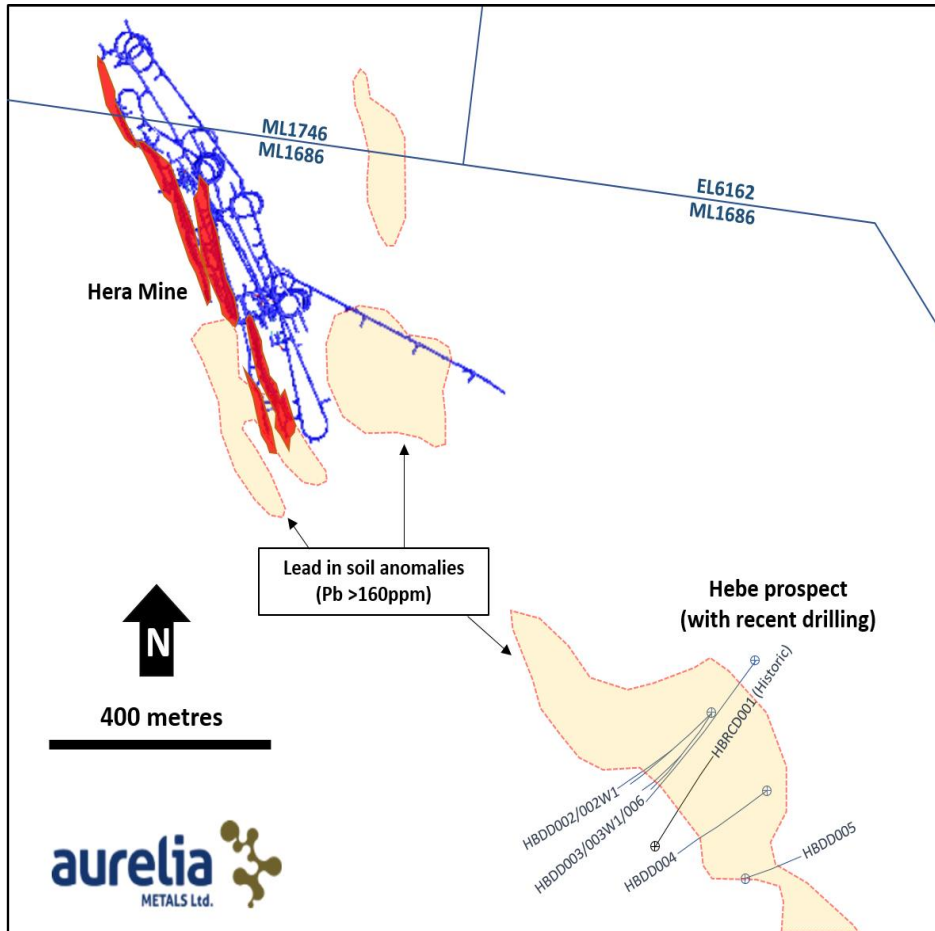 ML1746
ML1686
EL6162
ML1686
Hera Mine
Lead in soil anomalies
(Pb >160ppm)
Hebe prospect
(with recent drilling)
N
400 metres
HBRCD001 (Historic)
HBDD002/002W1
HBDD003/003W1/006
HBDD004
HBDD005
aurelia
METALS Ltd.